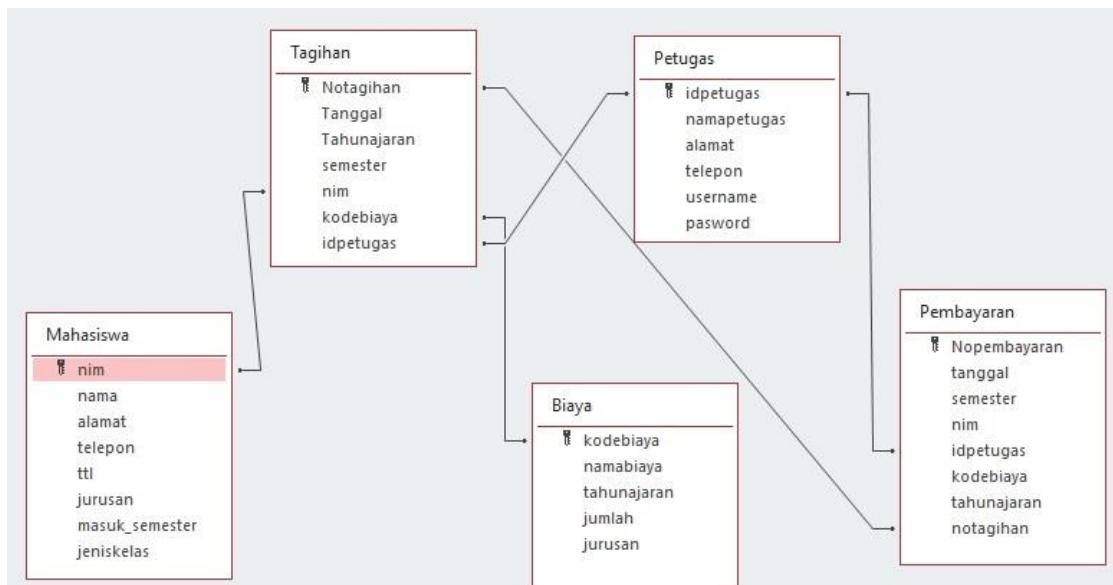 Tagihan
Notagihan
Tanggal
Tahunajaran
semester
nim
kodebiaya
idpetugas
Petugas
idpetugas
namapetugas
alamat
telepon
username
pasword
Mahasiswa
nim
nama
alamat
telepon
ttl
jurusan
masuk_semester
jeniskelas
Biaya
kodebiaya
namabiaya
tahunajaran
jumlah
jurusan
Pembayaran
Nopembayaran
tanggal
semester
nim
idpetugas
kodebiaya
tahunajaran
notagihan